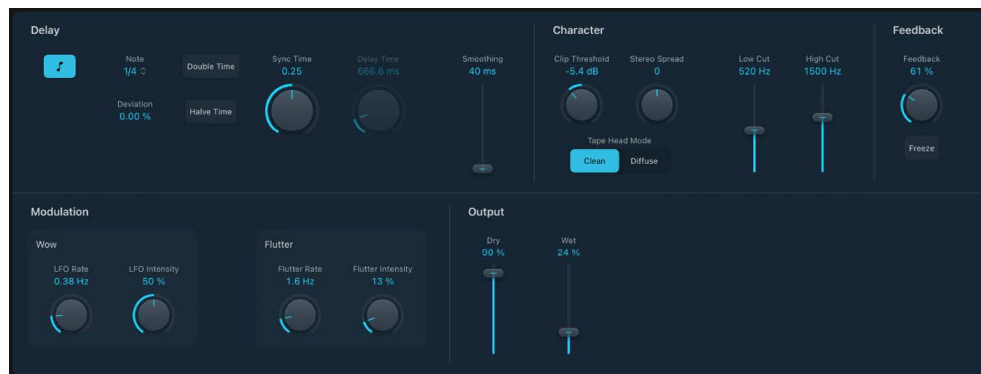 Delay
Character
Feedback
Note
1/4
Double Time
Sync Time
0.25
Delay Time
666.6 ms
Smoothing
40 ms
Clip Threshold
-5.4 dB
Stereo Spread
0
Low Cut
520 Hz
High Cut
1500 Hz
Feedback
61 %
Deviation
0.00 %
Halve Time
Tape Head Mode
Clean
Diffuse
Freeze
Modulation
Output
Wow
Flutter
Dry
90 %
Wet
24 %
LFO Rate
0.38 Hz
LFO Intensity
50 %
Flutter Rate
1.6 Hz
Flutter Intensity
13 %